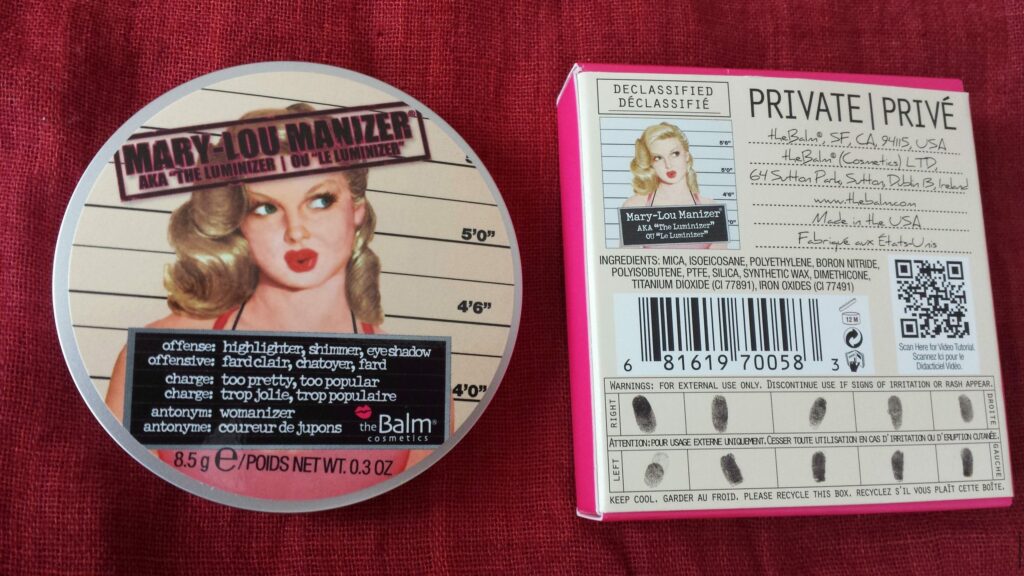 MARY-LOU MANIZER®
AKA "THE LUMINIZER" | OU "LE LUMINIZER"
5'0"
4'6"
4'0"
offense: highlighter, shimmer, eyeshadow
offensive: fard clair, chatoyer, fard
charge: too pretty, too popular
charge: trop jolie, trop populaire
antonym: womanizer
antonyme: coureur de jupons
theBalm®
cosmetics
8.5 g e/POIDS NET WT. 0.3 OZ
DECLASSIFIED
DÉCLASSIFIÉ
5'6"
5'0"
4'6"
Mary-Lou Manizer®
AKA "The Luminizer"
OU "Le Luminizer"
PRIVATE | PRIVÉ
theBalm®, SF, CA, 94115, USA
theBalm® (Cosmetics) LTD,
64 Sutton Park, Sutton, Dublin 13, Ireland
www.thebalm.com
Made in the USA
Fabriqué aux États-Unis
INGREDIENTS: MICA, ISOEICOSANE, POLYETHYLENE, BORON NITRIDE,
POLYISOBUTENE, PTFE, SILICA, SYNTHETIC WAX, DIMETHICONE,
TITANIUM DIOXIDE (CI 77891), IRON OXIDES (CI 77491)
12 M
6 81619 70058 3
Scan Here for Video Tutorial.
Scannez Ici pour le
Didacticiel Vidéo.
WARNINGS: FOR EXTERNAL USE ONLY. DISCONTINUE USE IF SIGNS OF IRRITATION OR RASH APPEAR.
RIGHT
DROITE
ATTENTION: POUR USAGE EXTERNE UNIQUEMENT. CESSER TOUTE UTILISATION EN CAS D'IRRITATION OU D'ERUPTION CUTANÉE.
LEFT
GAUCHE
KEEP COOL. GARDER AU FROID. PLEASE RECYCLE THIS BOX. RECYCLEZ S'IL VOUS PLAÎT CETTE BOÎTE.